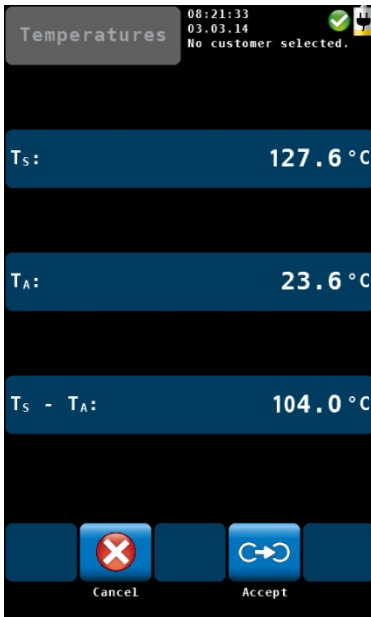 Temperatures
08:21:33
03.03.14
No customer selected.
Ts: 127.6 °C
TA: 23.6 °C
Ts - TA: 104.0 °C
Cancel Accept